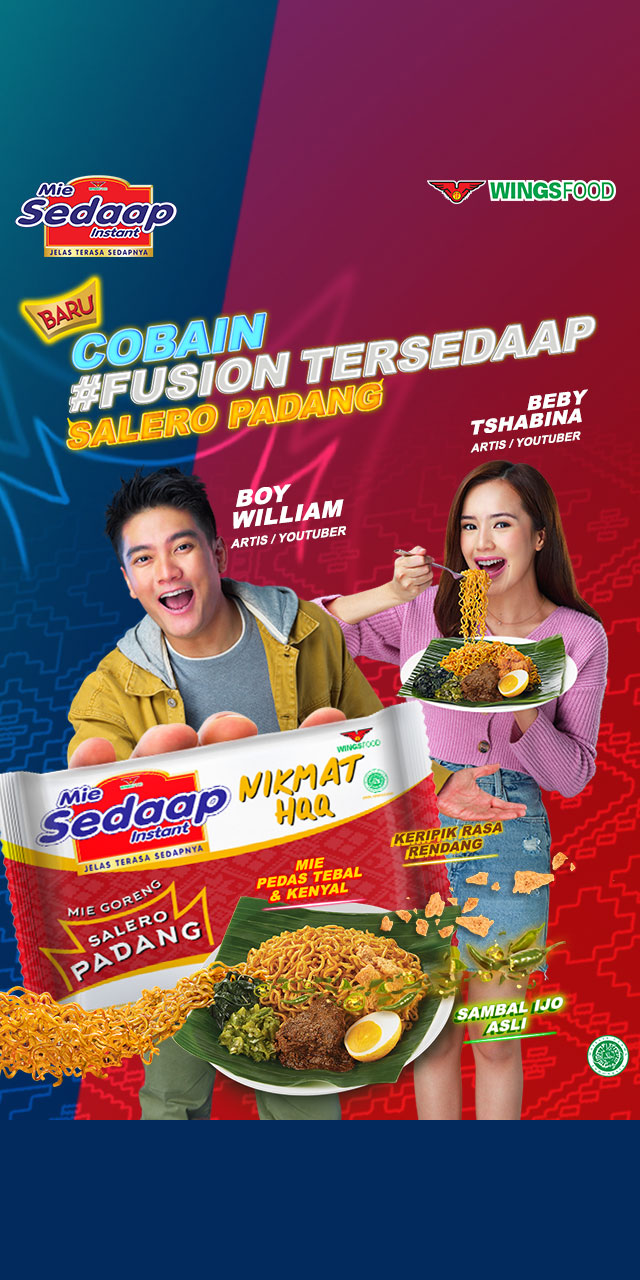 Mie
Sedaap
Instant
JELAS TERASA SEDAPNYA
WINGSFOOD
BARU
COBAIN
#FUSION TERSEDAAP
SALERO PADANG
BEBY
TSHABINA
ARTIS / YOUTUBER
BOY
WILLIAM
ARTIS / YOUTUBER
WINGSFOOD
Mie
Sedaap
Instant
JELAS TERASA SEDAPNYA
NIKMAT
HQQ
MIE GORENG
SALERO
PADANG
MIE
PEDAS TEBAL
& KENYAL
KERIPIK RASA
RENDANG
SAMBAL IJO
ASLI